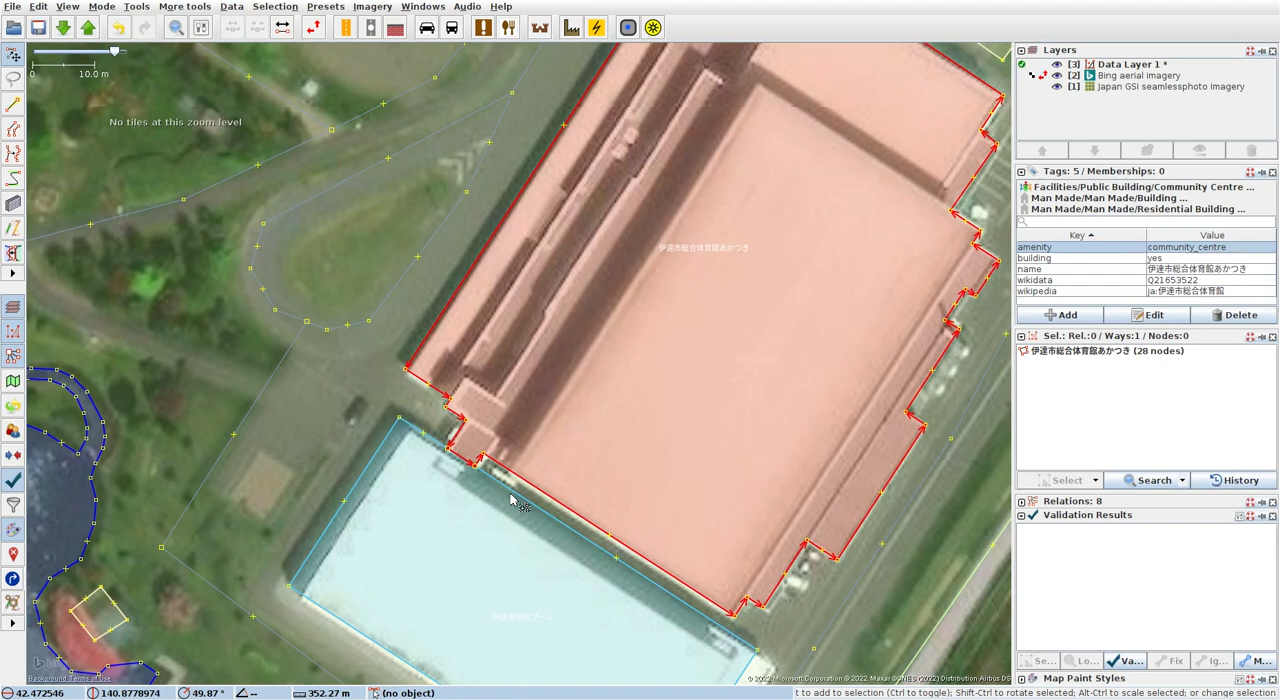 File Edit View Mode Tools More tools Data Selection Presets Imagery Windows Audio Help
0 10.0 m
No tiles at this zoom level
伊達市総合体育館あかつき
Background Terms of Use
Layers
[3] Data Layer 1 *
[2] Bing aerial imagery
[1] Japan GSI seamlessphoto Imagery
Tags: 5 / Memberships: 0
Facilities/Public Building/Community Centre ...
Man Made/Man Made/Building ...
Man Made/Man Made/Residential Building ...
Key Value
amenity community_centre
building yes
name 伊達市総合体育館あかつき
wikidata Q21653522
wikipedia ja:伊達市総合体育館
Add Edit Delete
Sel.: Rel.:0 / Ways:1 / Nodes:0
伊達市総合体育館あかつき (28 nodes)
Select Search History
Relations: 8
Validation Results
Se... Lo... Va... Fix Ig... M...
Map Paint Styles
42.472546 140.8778974 49.87 ° -- 352.27 m (no object) t to add to selection (Ctrl to toggle); Shift-Ctrl to rotate selected; Alt-Ctrl to scale selected; or change selection